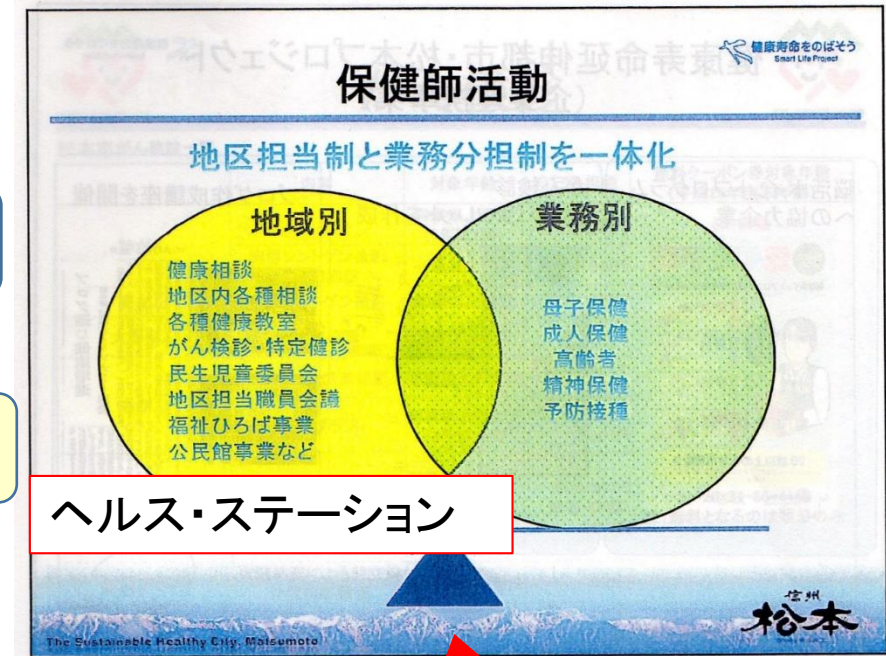 健康寿命をのばそう
Smart Life Project
保健師活動
地区担当制と業務分担制を一体化
地域別
健康相談
地区内各種相談
各種健康教室
がん検診・特定健診
民生児童委員会
地区担当職員会議
福祉ひろば事業
公民館事業など
業務別
母子保健
成人保健
高齢者
精神保健
予防接種
ヘルス・ステーション
The Sustainable Healthy City, Matsumoto
信州
松本